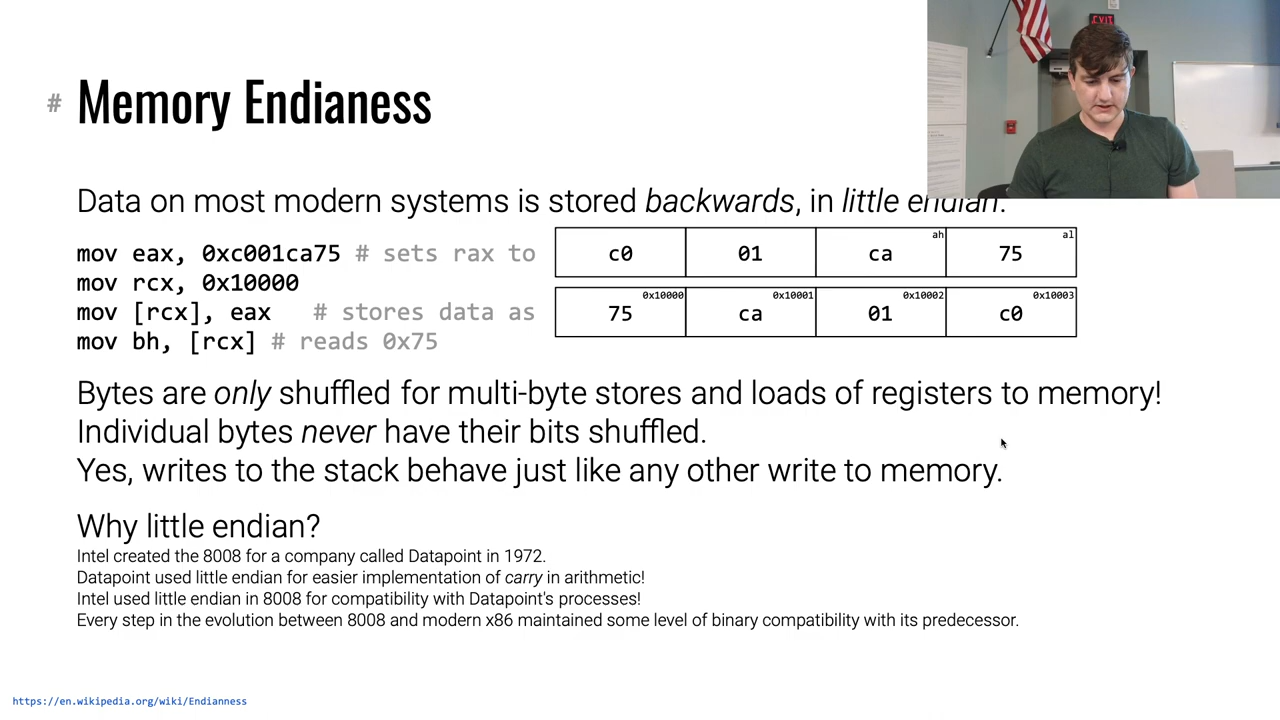 # Memory Endianess
Data on most modern systems is stored backwards, in little endian.
mov eax, 0xc001ca75 # sets rax to
c0 01 ca ah 75 al
mov rcx, 0x10000
mov [rcx], eax # stores data as
75 0x10000 ca 0x10001 01 0x10002 c0 0x10003
mov bh, [rcx] # reads 0x75
Bytes are only shuffled for multi-byte stores and loads of registers to memory!
Individual bytes never have their bits shuffled.
Yes, writes to the stack behave just like any other write to memory.
Why little endian?
Intel created the 8008 for a company called Datapoint in 1972.
Datapoint used little endian for easier implementation of carry in arithmetic!
Intel used little endian in 8008 for compatibility with Datapoint's processes!
Every step in the evolution between 8008 and modern x86 maintained some level of binary compatibility with its predecessor.
https://en.wikipedia.org/wiki/Endianness
EXIT